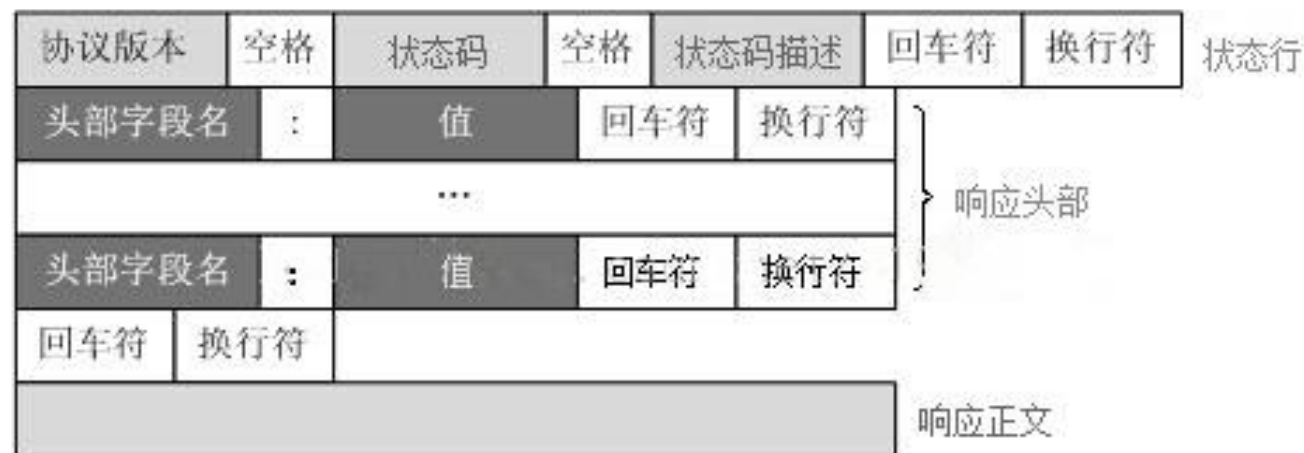 协议版本 空格 状态码 空格 状态码描述 回车符 换行符 状态行
头部字段名 : 值 回车符 换行符
... 响应头部
头部字段名 : 值 回车符 换行符
回车符 换行符
响应正文